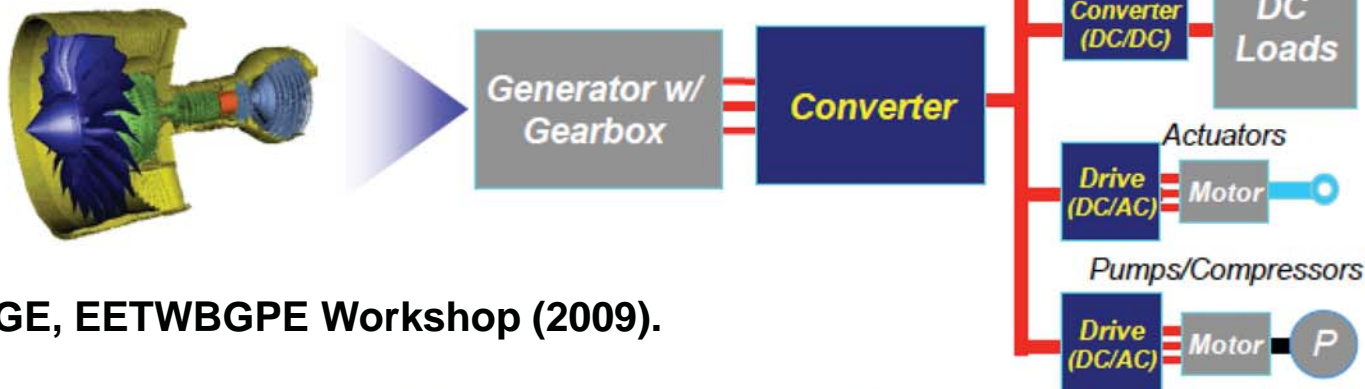 Converter
(DC/DC)
DC
Loads
Generator w/
Gearbox
Converter
Actuators
Drive
(DC/AC)
Motor
Pumps/Compressors
Drive
(DC/AC)
Motor
P
GE, EETWBGPE Workshop (2009).